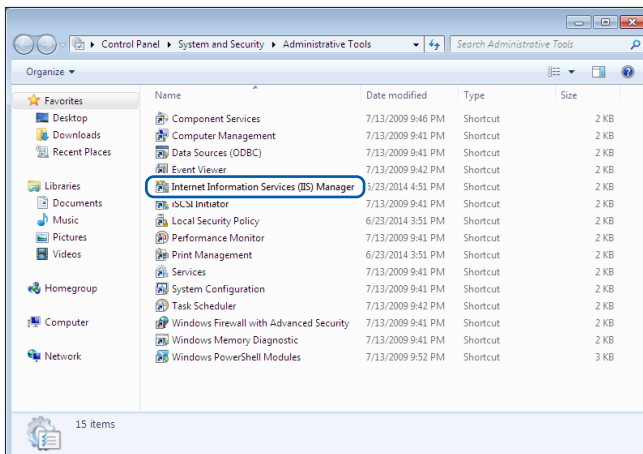 Control Panel System and Security Administrative Tools Search Administrative Tools
Organize
Name Date modified Type Size
Favorites
Desktop
Downloads
Recent Places
Libraries
Documents
Music
Pictures
Videos
Homegroup
Computer
Network
Component Services 7/13/2009 9:46 PM Shortcut 2 KB
Computer Management 7/13/2009 9:41 PM Shortcut 2 KB
Data Sources (ODBC) 7/13/2009 9:41 PM Shortcut 2 KB
Event Viewer 7/13/2009 9:42 PM Shortcut 2 KB
Internet Information Services (IIS) Manager /23/2014 4:51 PM Shortcut 2 KB
iSCSI Initiator 7/13/2009 9:41 PM Shortcut 2 KB
Local Security Policy 6/23/2014 3:51 PM Shortcut 2 KB
Performance Monitor 7/13/2009 9:41 PM Shortcut 2 KB
Print Management 6/23/2014 3:51 PM Shortcut 2 KB
Services 7/13/2009 9:41 PM Shortcut 2 KB
System Configuration 7/13/2009 9:41 PM Shortcut 2 KB
Task Scheduler 7/13/2009 9:42 PM Shortcut 2 KB
Windows Firewall with Advanced Security 7/13/2009 9:41 PM Shortcut 2 KB
Windows Memory Diagnostic 7/13/2009 9:41 PM Shortcut 2 KB
Windows PowerShell Modules 7/13/2009 9:52 PM Shortcut 3 KB
15 items